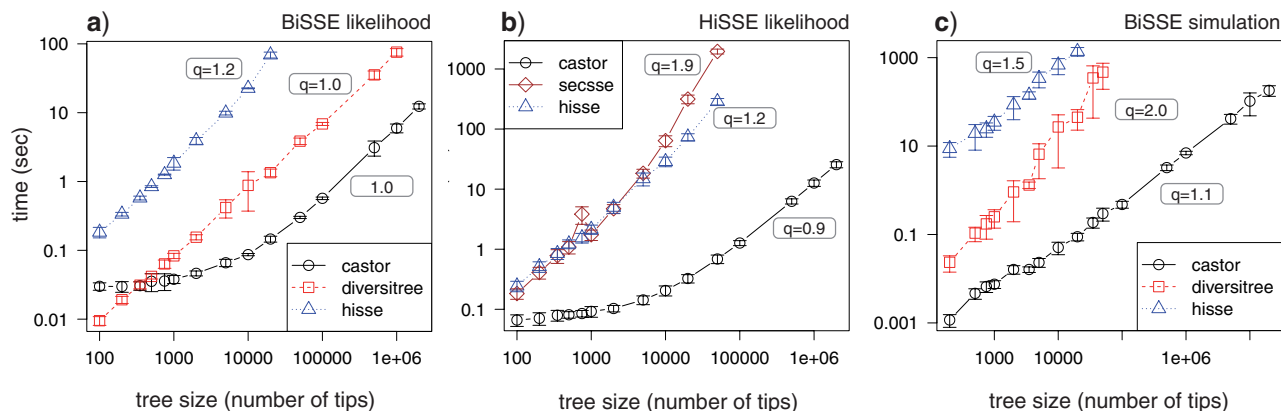 a) BiSSE likelihood
time (sec)
100
10
1
0.1
0.01
q=1.2
q=1.0
1.0
castor
diversitree
hisse
100 1000 10000 100000 1e+06
tree size (number of tips)
b) HiSSE likelihood
1000
100
10
1
0.1
castor
secsse
hisse
q=1.9
q=1.2
q=0.9
100 1000 10000 100000 1e+06
tree size (number of tips)
c) BiSSE simulation
1000
10
0.1
0.001
q=1.5
q=2.0
q=1.1
castor
diversitree
hisse
1000 10000 1e+06
tree size (number of tips)